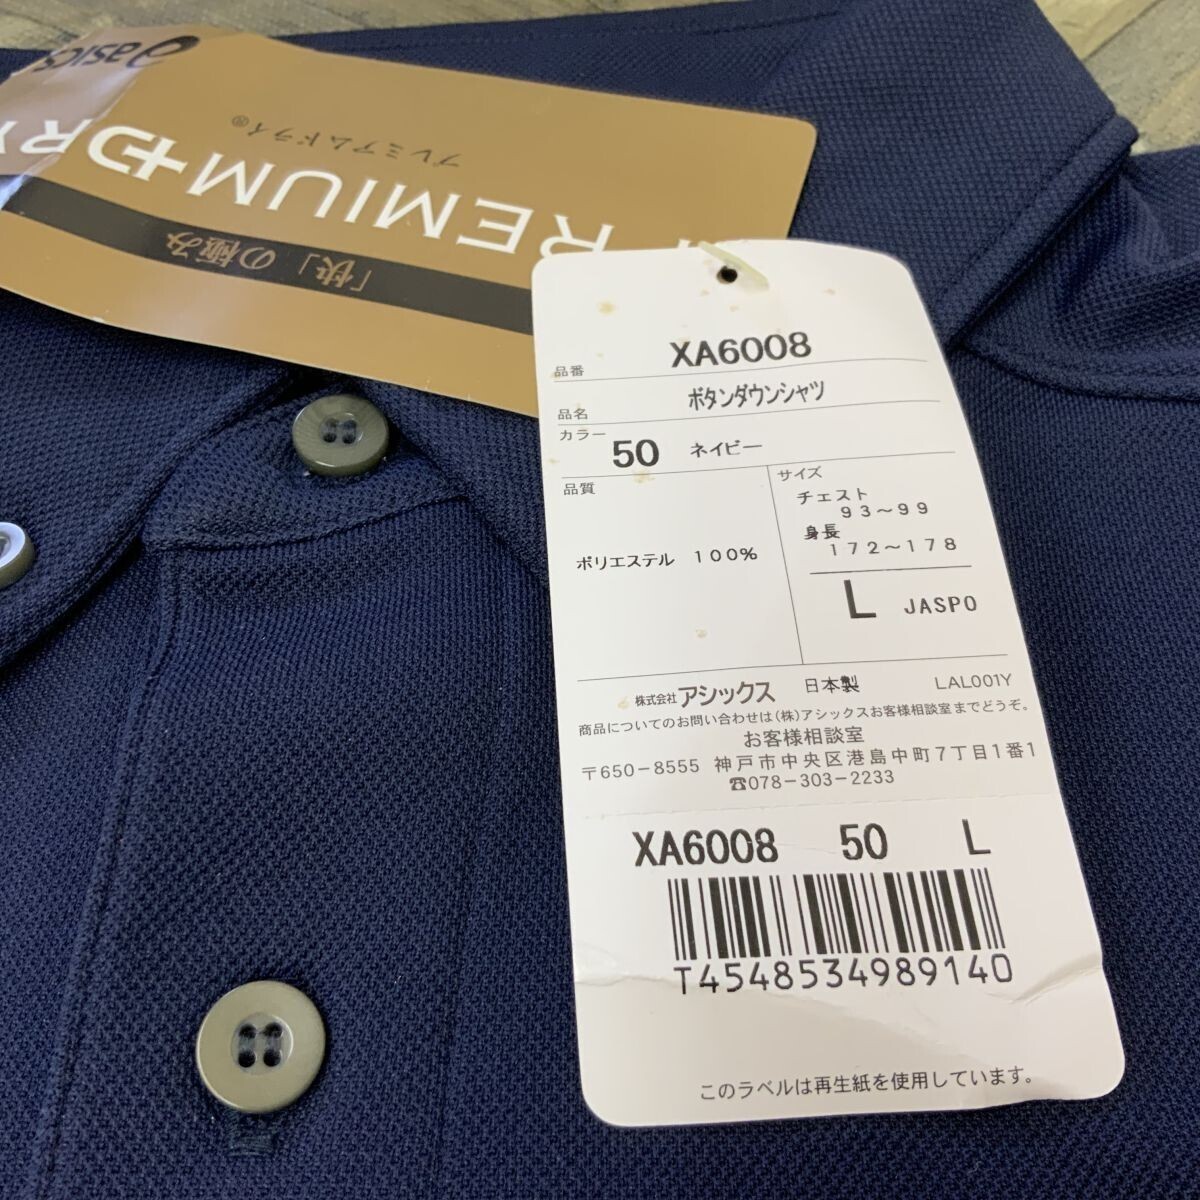 asics
PREMIUM+DRY
プレミアムドライ®
「快」の極み
品番 XA6008
品名 ボタンダウンシャツ
カラー 50 ネイビー
品質
ポリエステル 100%
サイズ
チェスト
93～99
身長
172～178
L JASPO
株式会社アシックス 日本製 LAL001Y
商品についてのお問い合わせは(株)アシックスお客様相談室までどうぞ。
お客様相談室
〒650-8555 神戸市中央区港島中町7丁目1番1
☎078-303-2233
XA6008 50 L
T4548534989140
このラベルは再生紙を使用しています。